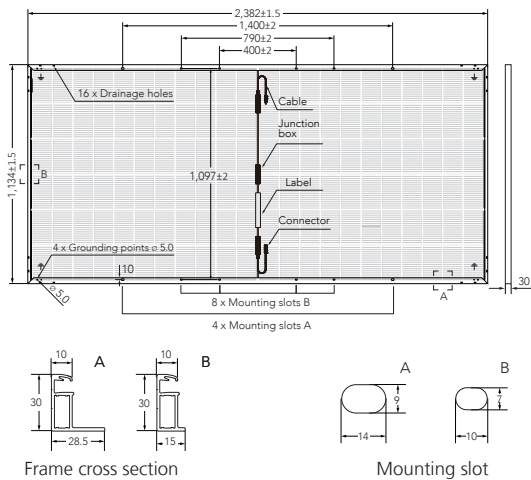 2,382±1.5
1,400±2
790±2
400±2
16 x Drainage holes
Cable
Junction
box
1,134±1.5
B
1,097±2
Label
Connector
4 x Grounding points ⌀ 5.0
10
⌀ 5.0
A
30
8 x Mounting slots B
4 x Mounting slots A
10 A 10 B
30 30
28.5 15
Frame cross section
A B
9 7
14 10
Mounting slot